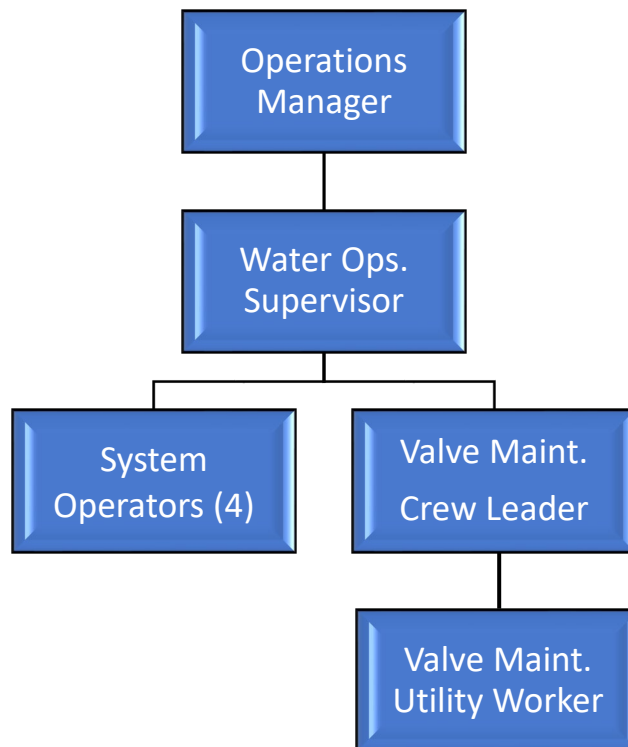 Operations
Manager
Water Ops.
Supervisor
System
Operators (4)
Valve Maint.
Crew Leader
Valve Maint.
Utility Worker